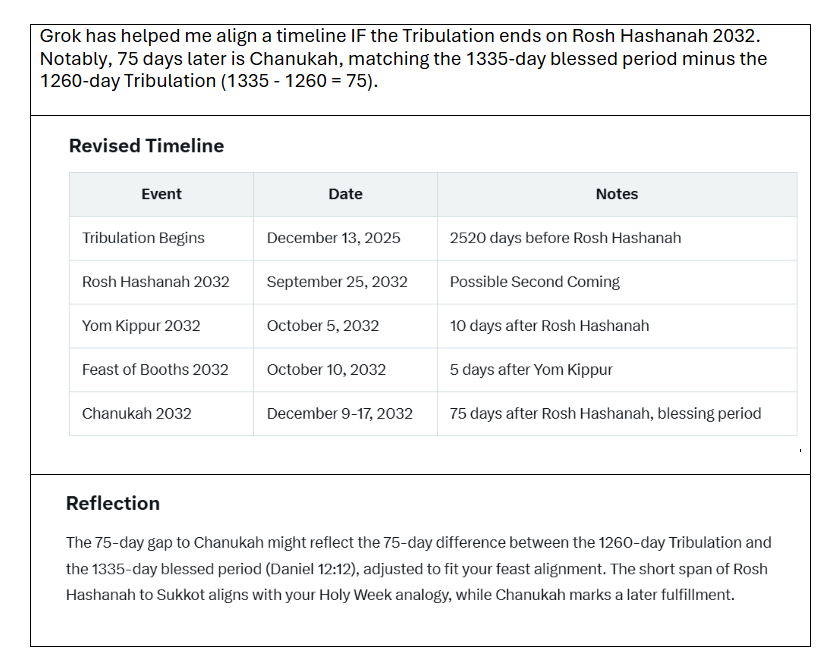 Grok has helped me align a timeline IF the Tribulation ends on Rosh Hashanah 2032.
Notably, 75 days later is Chanukah, matching the 1335-day blessed period minus the
1260-day Tribulation (1335 - 1260 = 75).
Revised Timeline
Event Date Notes
Tribulation Begins December 13, 2025 2520 days before Rosh Hashanah
Rosh Hashanah 2032 September 25, 2032 Possible Second Coming
Yom Kippur 2032 October 5, 2032 10 days after Rosh Hashanah
Feast of Booths 2032 October 10, 2032 5 days after Yom Kippur
Chanukah 2032 December 9-17, 2032 75 days after Rosh Hashanah, blessing period
Reflection
The 75-day gap to Chanukah might reflect the 75-day difference between the 1260-day Tribulation and
the 1335-day blessed period (Daniel 12:12), adjusted to fit your feast alignment. The short span of Rosh
Hashanah to Sukkot aligns with your Holy Week analogy, while Chanukah marks a later fulfillment.